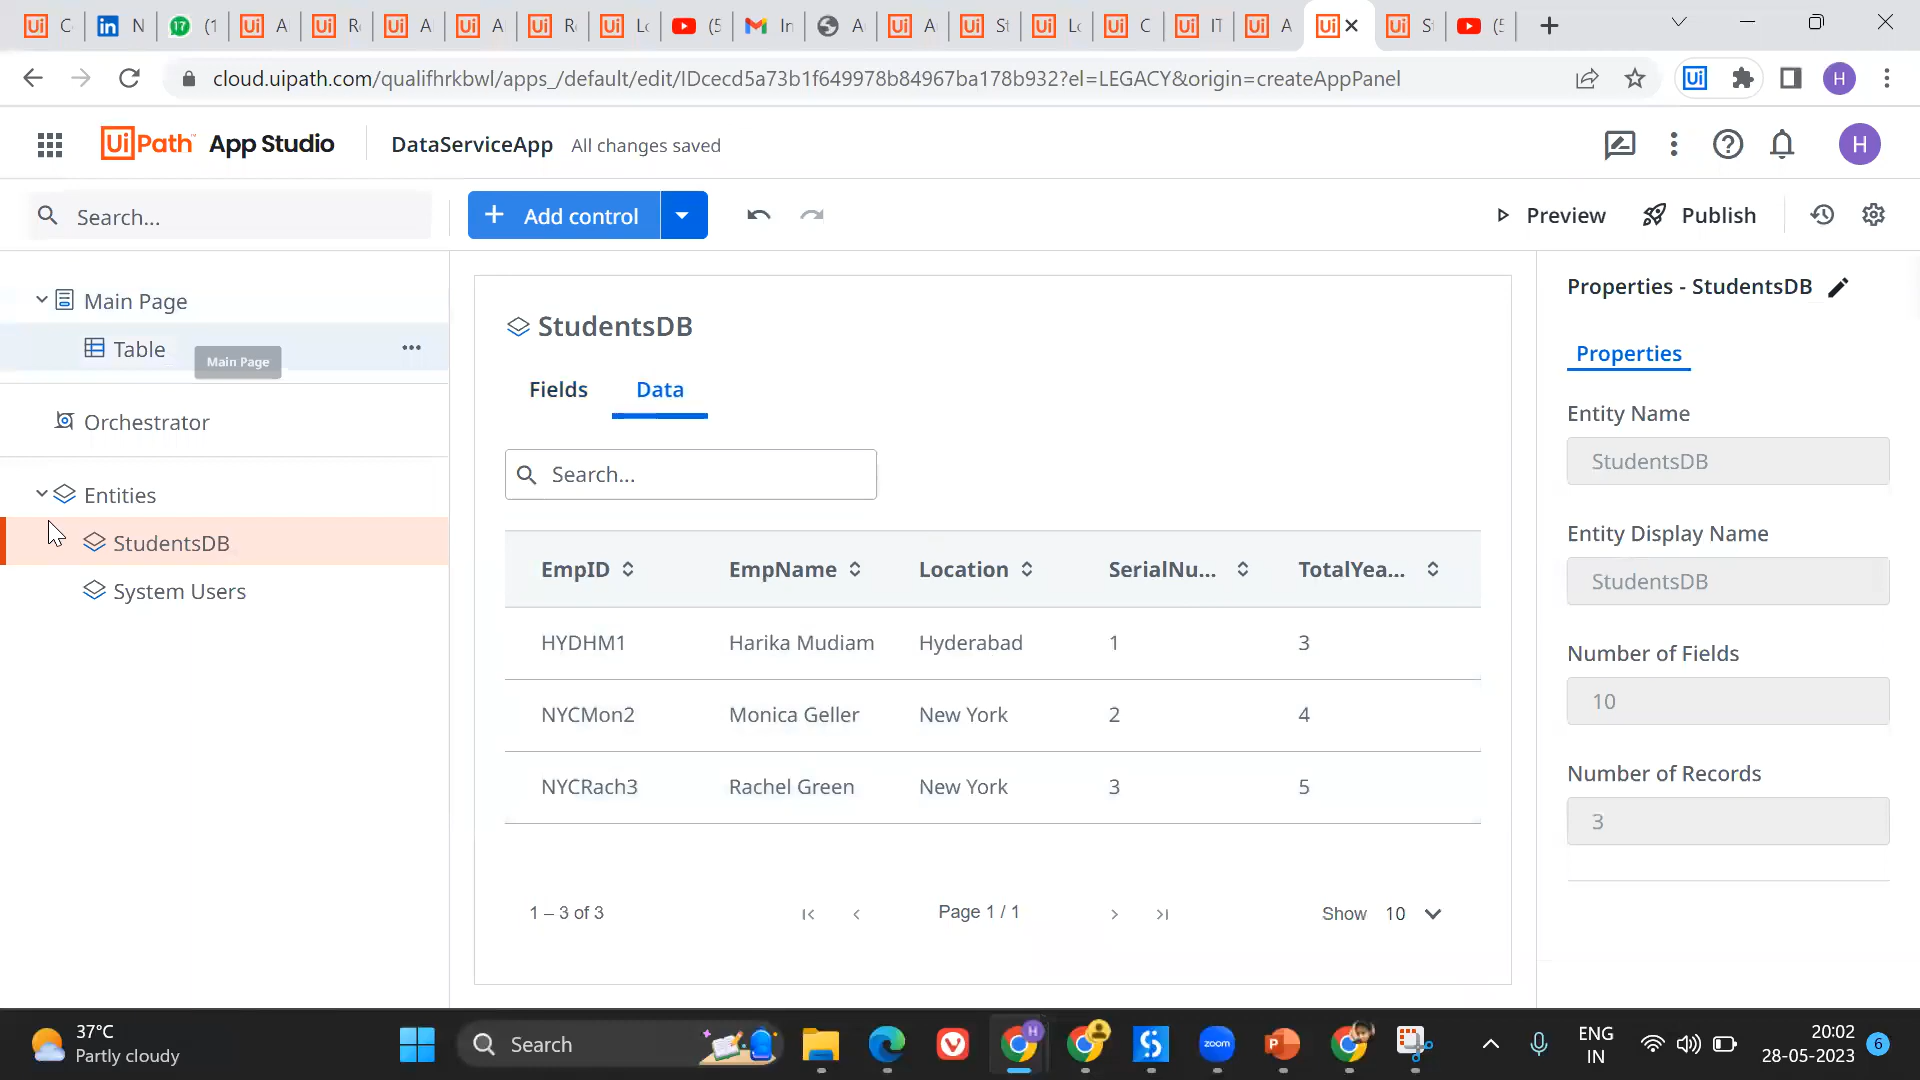 cloud.uipath.com/qualifhrkbwl/apps_/default/edit/IDcecd5a73b1f649978b84967ba178b932?el=LEGACY&origin=createAppPanel
H
UiPath App Studio
DataServiceApp All changes saved
H
Search...
Add control
Preview
Publish
Main Page
Table
Main Page
Orchestrator
Entities
StudentsDB
System Users
StudentsDB
Fields Data
Search...
EmpID EmpName Location SerialNu... TotalYea...
HYDHM1 Harika Mudiam Hyderabad 1 3
NYCMon2 Monica Geller New York 2 4
NYCRach3 Rachel Green New York 3 5
1 – 3 of 3 Page 1 / 1 Show 10
Properties - StudentsDB
Properties
Entity Name
StudentsDB
Entity Display Name
StudentsDB
Number of Fields
10
Number of Records
3
37°C
Partly cloudy
Search
zoom
ENG
IN
20:02
28-05-2023
6